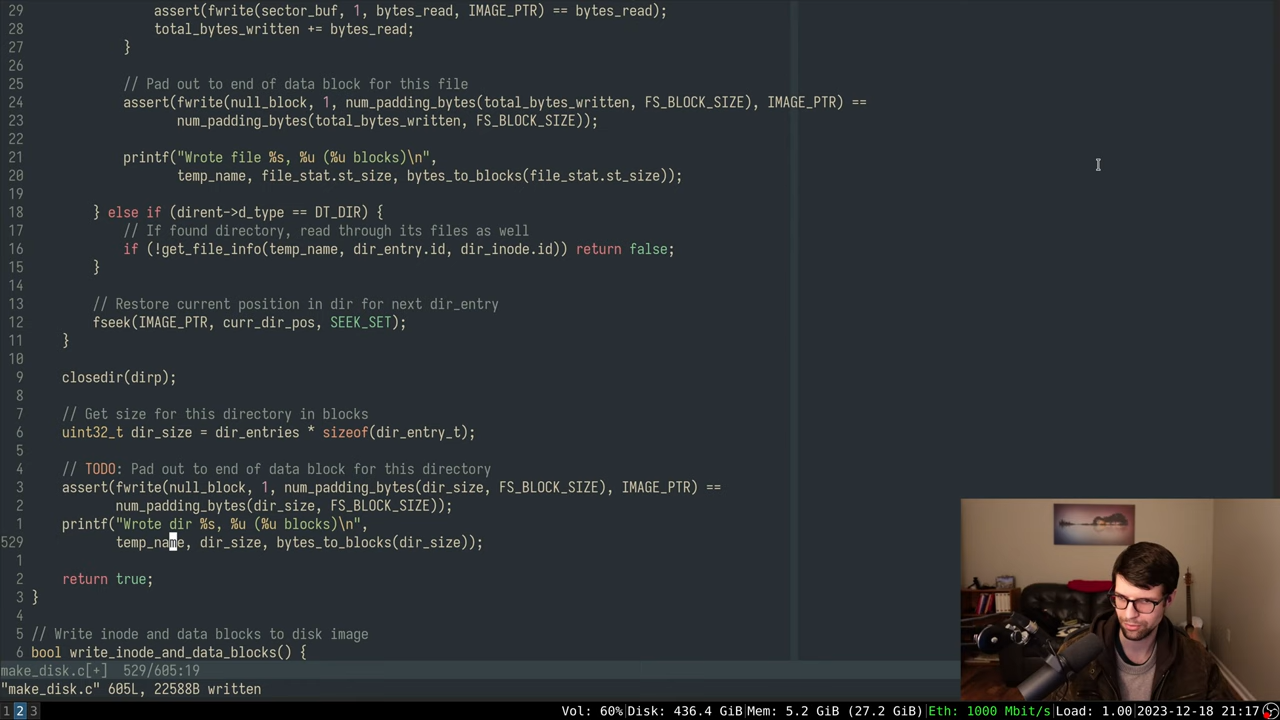 29                 assert(fwrite(sector_buf, 1, bytes_read, IMAGE_PTR) == bytes_read);
28                 total_bytes_written += bytes_read;
27             }
26
25             // Pad out to end of data block for this file
24             assert(fwrite(null_block, 1, num_padding_bytes(total_bytes_written, FS_BLOCK_SIZE), IMAGE_PTR) ==
23                    num_padding_bytes(total_bytes_written, FS_BLOCK_SIZE));
22
21             printf("Wrote file %s, %u (%u blocks)\n",
20                    temp_name, file_stat.st_size, bytes_to_blocks(file_stat.st_size));
19
18         } else if (dirent->d_type == DT_DIR) {
17             // If found directory, read through its files as well
16             if (!get_file_info(temp_name, dir_entry.id, dir_inode.id)) return false;
15         }
14
13         // Restore current position in dir for next dir_entry
12         fseek(IMAGE_PTR, curr_dir_pos, SEEK_SET);
11     }
10
9     closedir(dirp);
8
7     // Get size for this directory in blocks
6     uint32_t dir_size = dir_entries * sizeof(dir_entry_t);
5
4     // TODO: Pad out to end of data block for this directory
3     assert(fwrite(null_block, 1, num_padding_bytes(dir_size, FS_BLOCK_SIZE), IMAGE_PTR) ==
2            num_padding_bytes(dir_size, FS_BLOCK_SIZE));
1     printf("Wrote dir %s, %u (%u blocks)\n",
529            temp_name, dir_size, bytes_to_blocks(dir_size));
1
2     return true;
3 }
4
5 // Write inode and data blocks to disk image
6 bool write_inode_and_data_blocks() {
make_disk.c[+]  529/605:19
"make_disk.c" 605L, 22588B written
1 2 3 Vol: 60%|Disk: 436.4 GiB|Mem: 5.2 GiB (27.2 GiB)|Eth: 1000 Mbit/s|Load: 1.00|2023-12-18 21:17